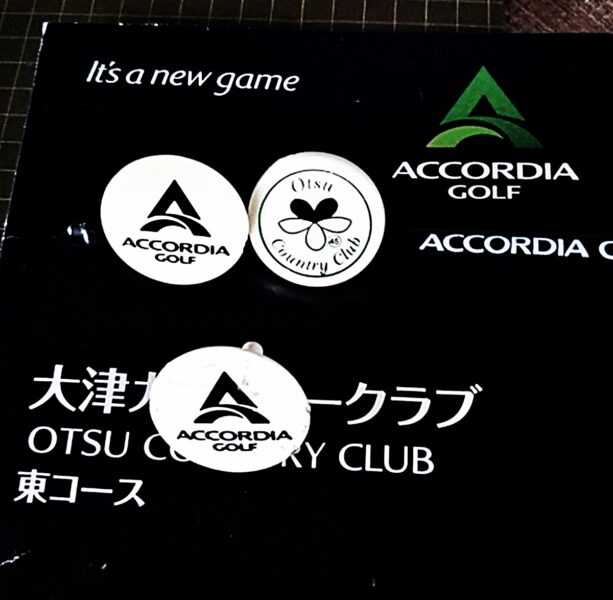 It's a new game
ACCORDIA
GOLF
ACCORDIA
GOLF
Otsu
Country Club
45
ACCORDIA
大津
ークラブ
ACCORDIA
GOLF
OTSU
CLUB
東コース